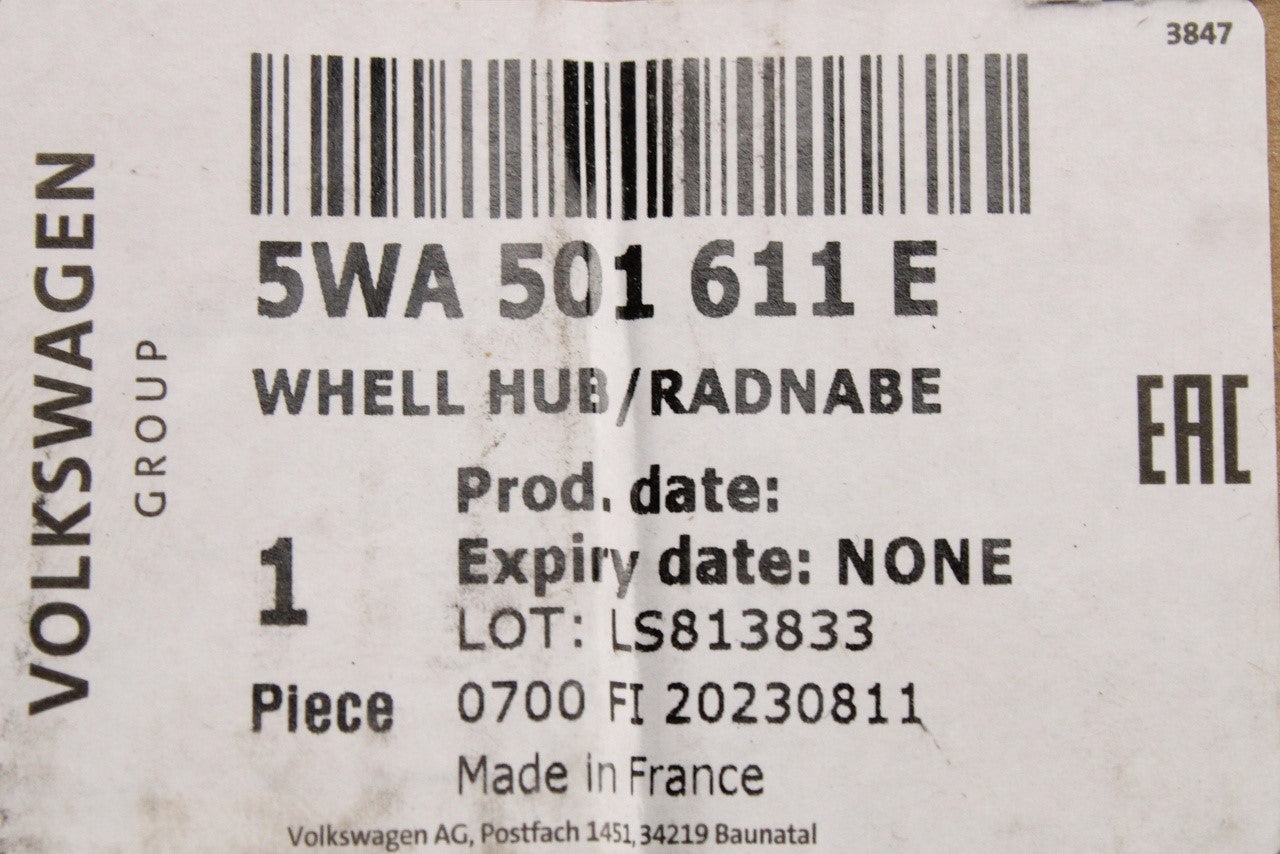 3847
VOLKSWAGEN
GROUP
5WA 501 611 E
WHELL HUB/RADNABE
EAC
Prod. date:
Expiry date: NONE
1
LOT: LS813833
Piece
0700 FI 20230811
Made in France
Volkswagen AG, Postfach 1451, 34219 Baunatal